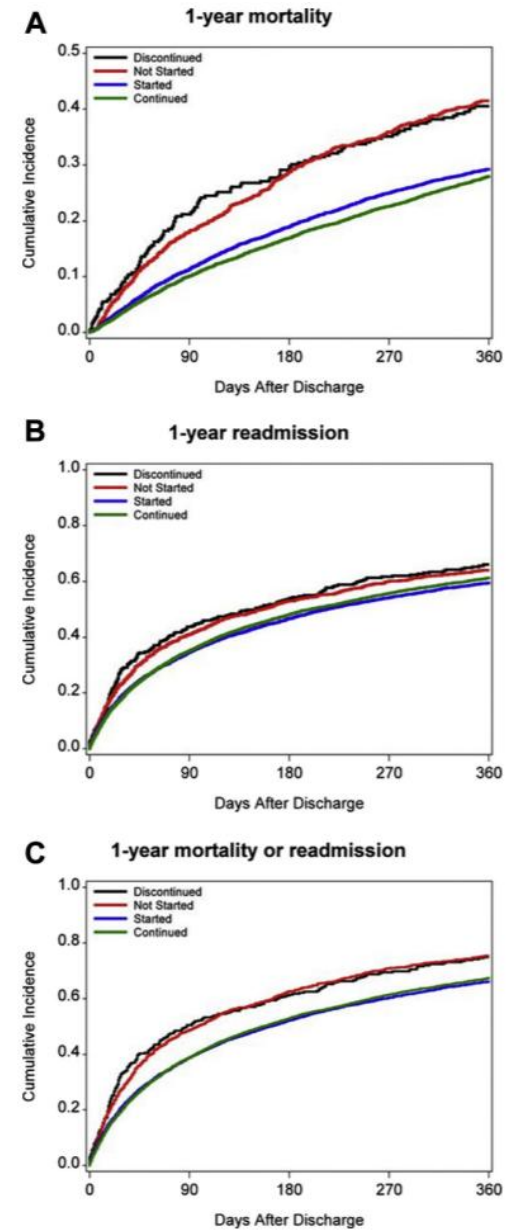 A
1-year mortality
Discontinued
Not Started
Started
Continued
Cumulative Incidence
0.5
0.4
0.3
0.2
0.1
0.0
0 90 180 270 360
Days After Discharge
B
1-year readmission
Discontinued
Not Started
Started
Continued
Cumulative Incidence
1.0
0.8
0.6
0.4
0.2
0.0
0 90 180 270 360
Days After Discharge
C
1-year mortality or readmission
Discontinued
Not Started
Started
Continued
Cumulative Incidence
1.0
0.8
0.6
0.4
0.2
0.0
0 90 180 270 360
Days After Discharge